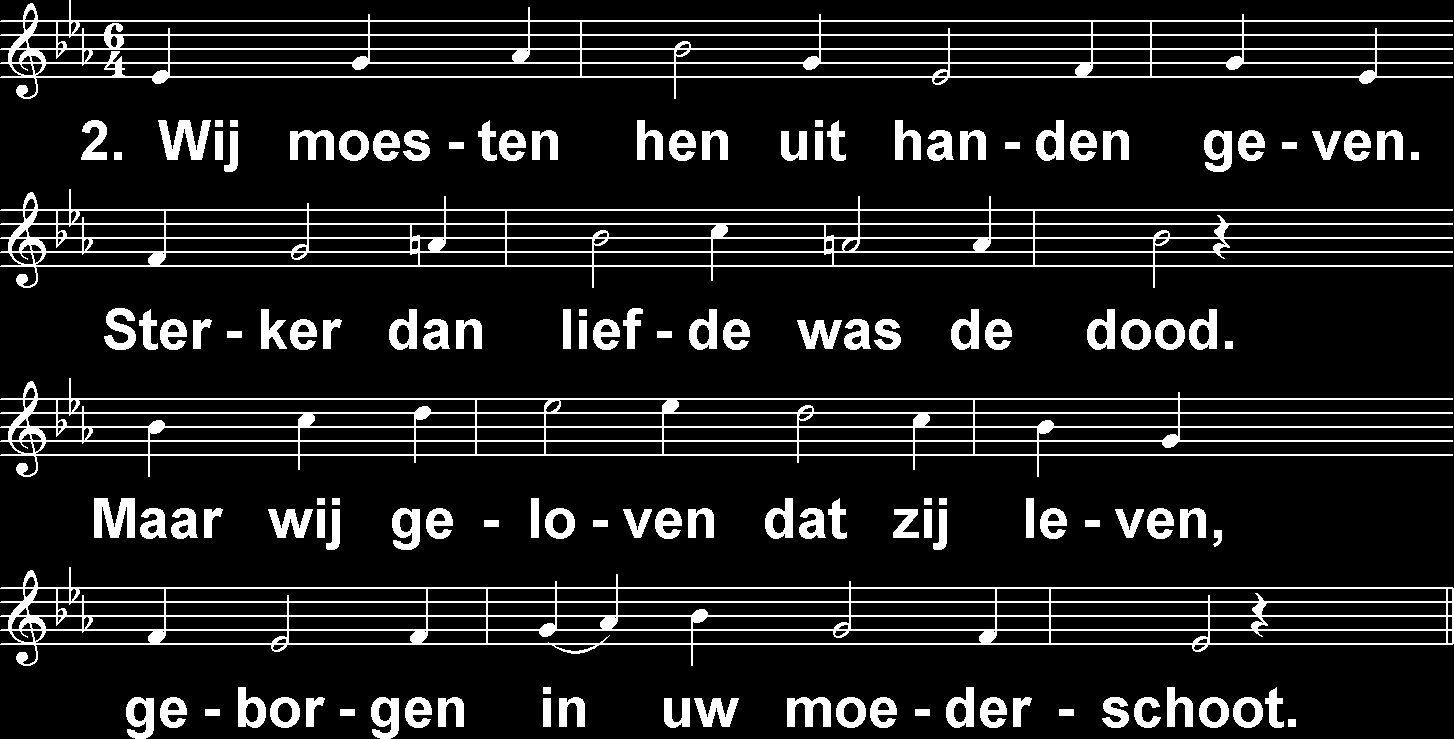 2. Wij moes - ten hen uit han - den ge - ven.
Ster - ker dan lief - de was de dood.
Maar wij ge - lo - ven dat zij le - ven,
ge - bor - gen in uw moe - der - schoot.